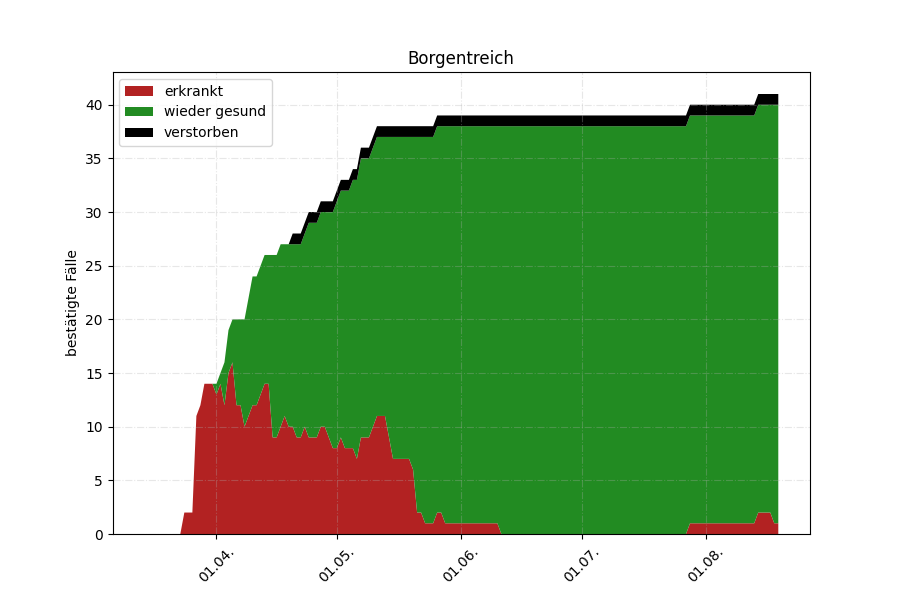 Borgentreich
erkrankt
wieder gesund
verstorben
bestätigte Fälle
40
35
30
25
20
15
10
5
0
01.04.
01.05.
01.06.
01.07.
01.08.